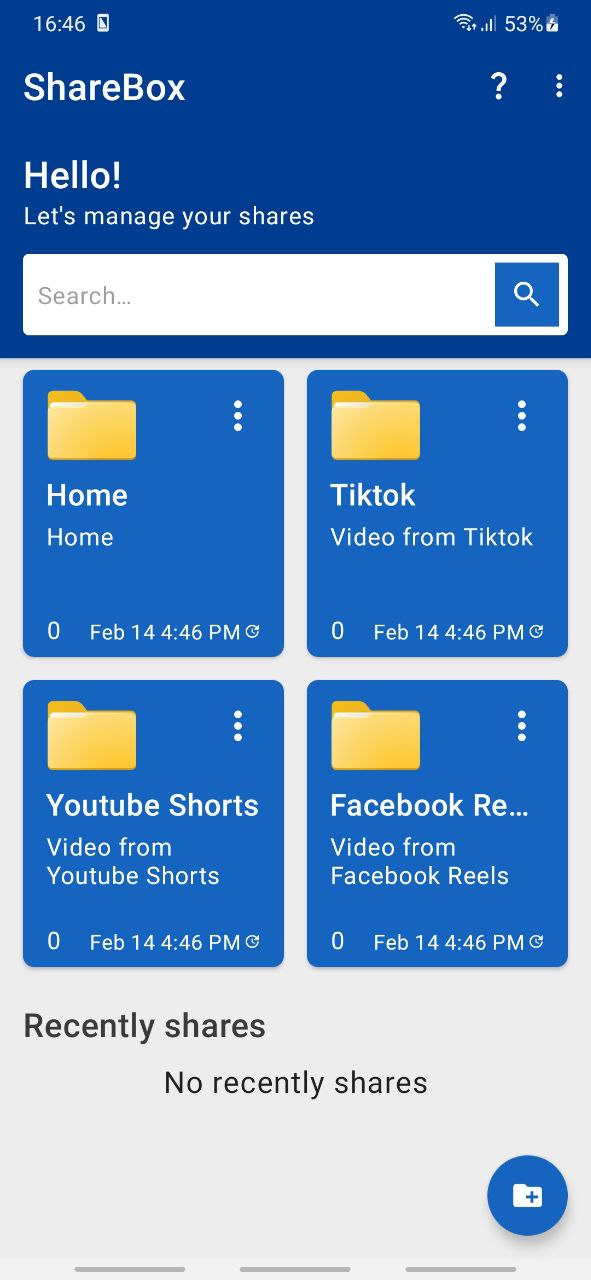 16:46
53%
ShareBox
?
Hello!
Let's manage your shares
Search...
Home
Home
0 Feb 14 4:46 PM
Tiktok
Video from Tiktok
0 Feb 14 4:46 PM
Youtube Shorts
Video from
Youtube Shorts
0 Feb 14 4:46 PM
Facebook Re...
Video from
Facebook Reels
0 Feb 14 4:46 PM
Recently shares
No recently shares